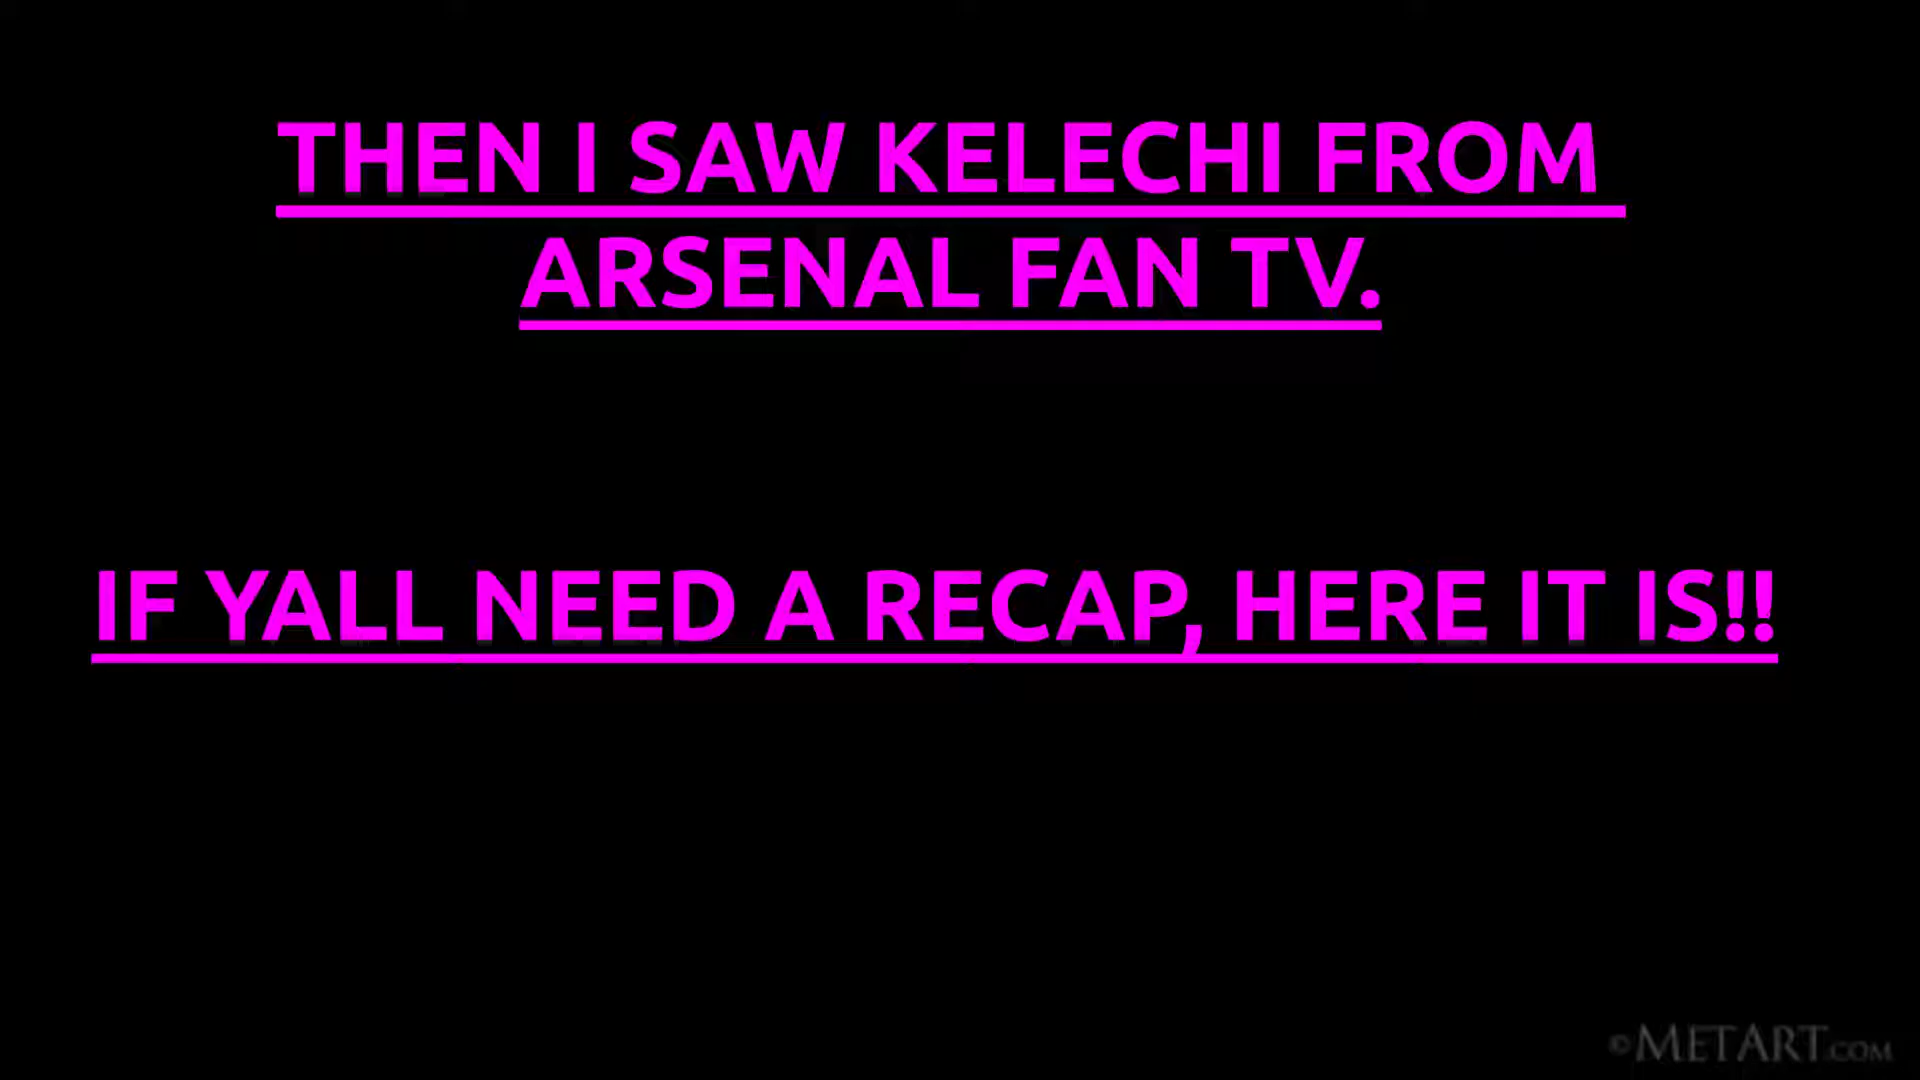 THEN I SAW KELECHI FROM
ARSENAL FAN TV.
IF YALL NEED A RECAP, HERE IT IS!!
©METART.COM